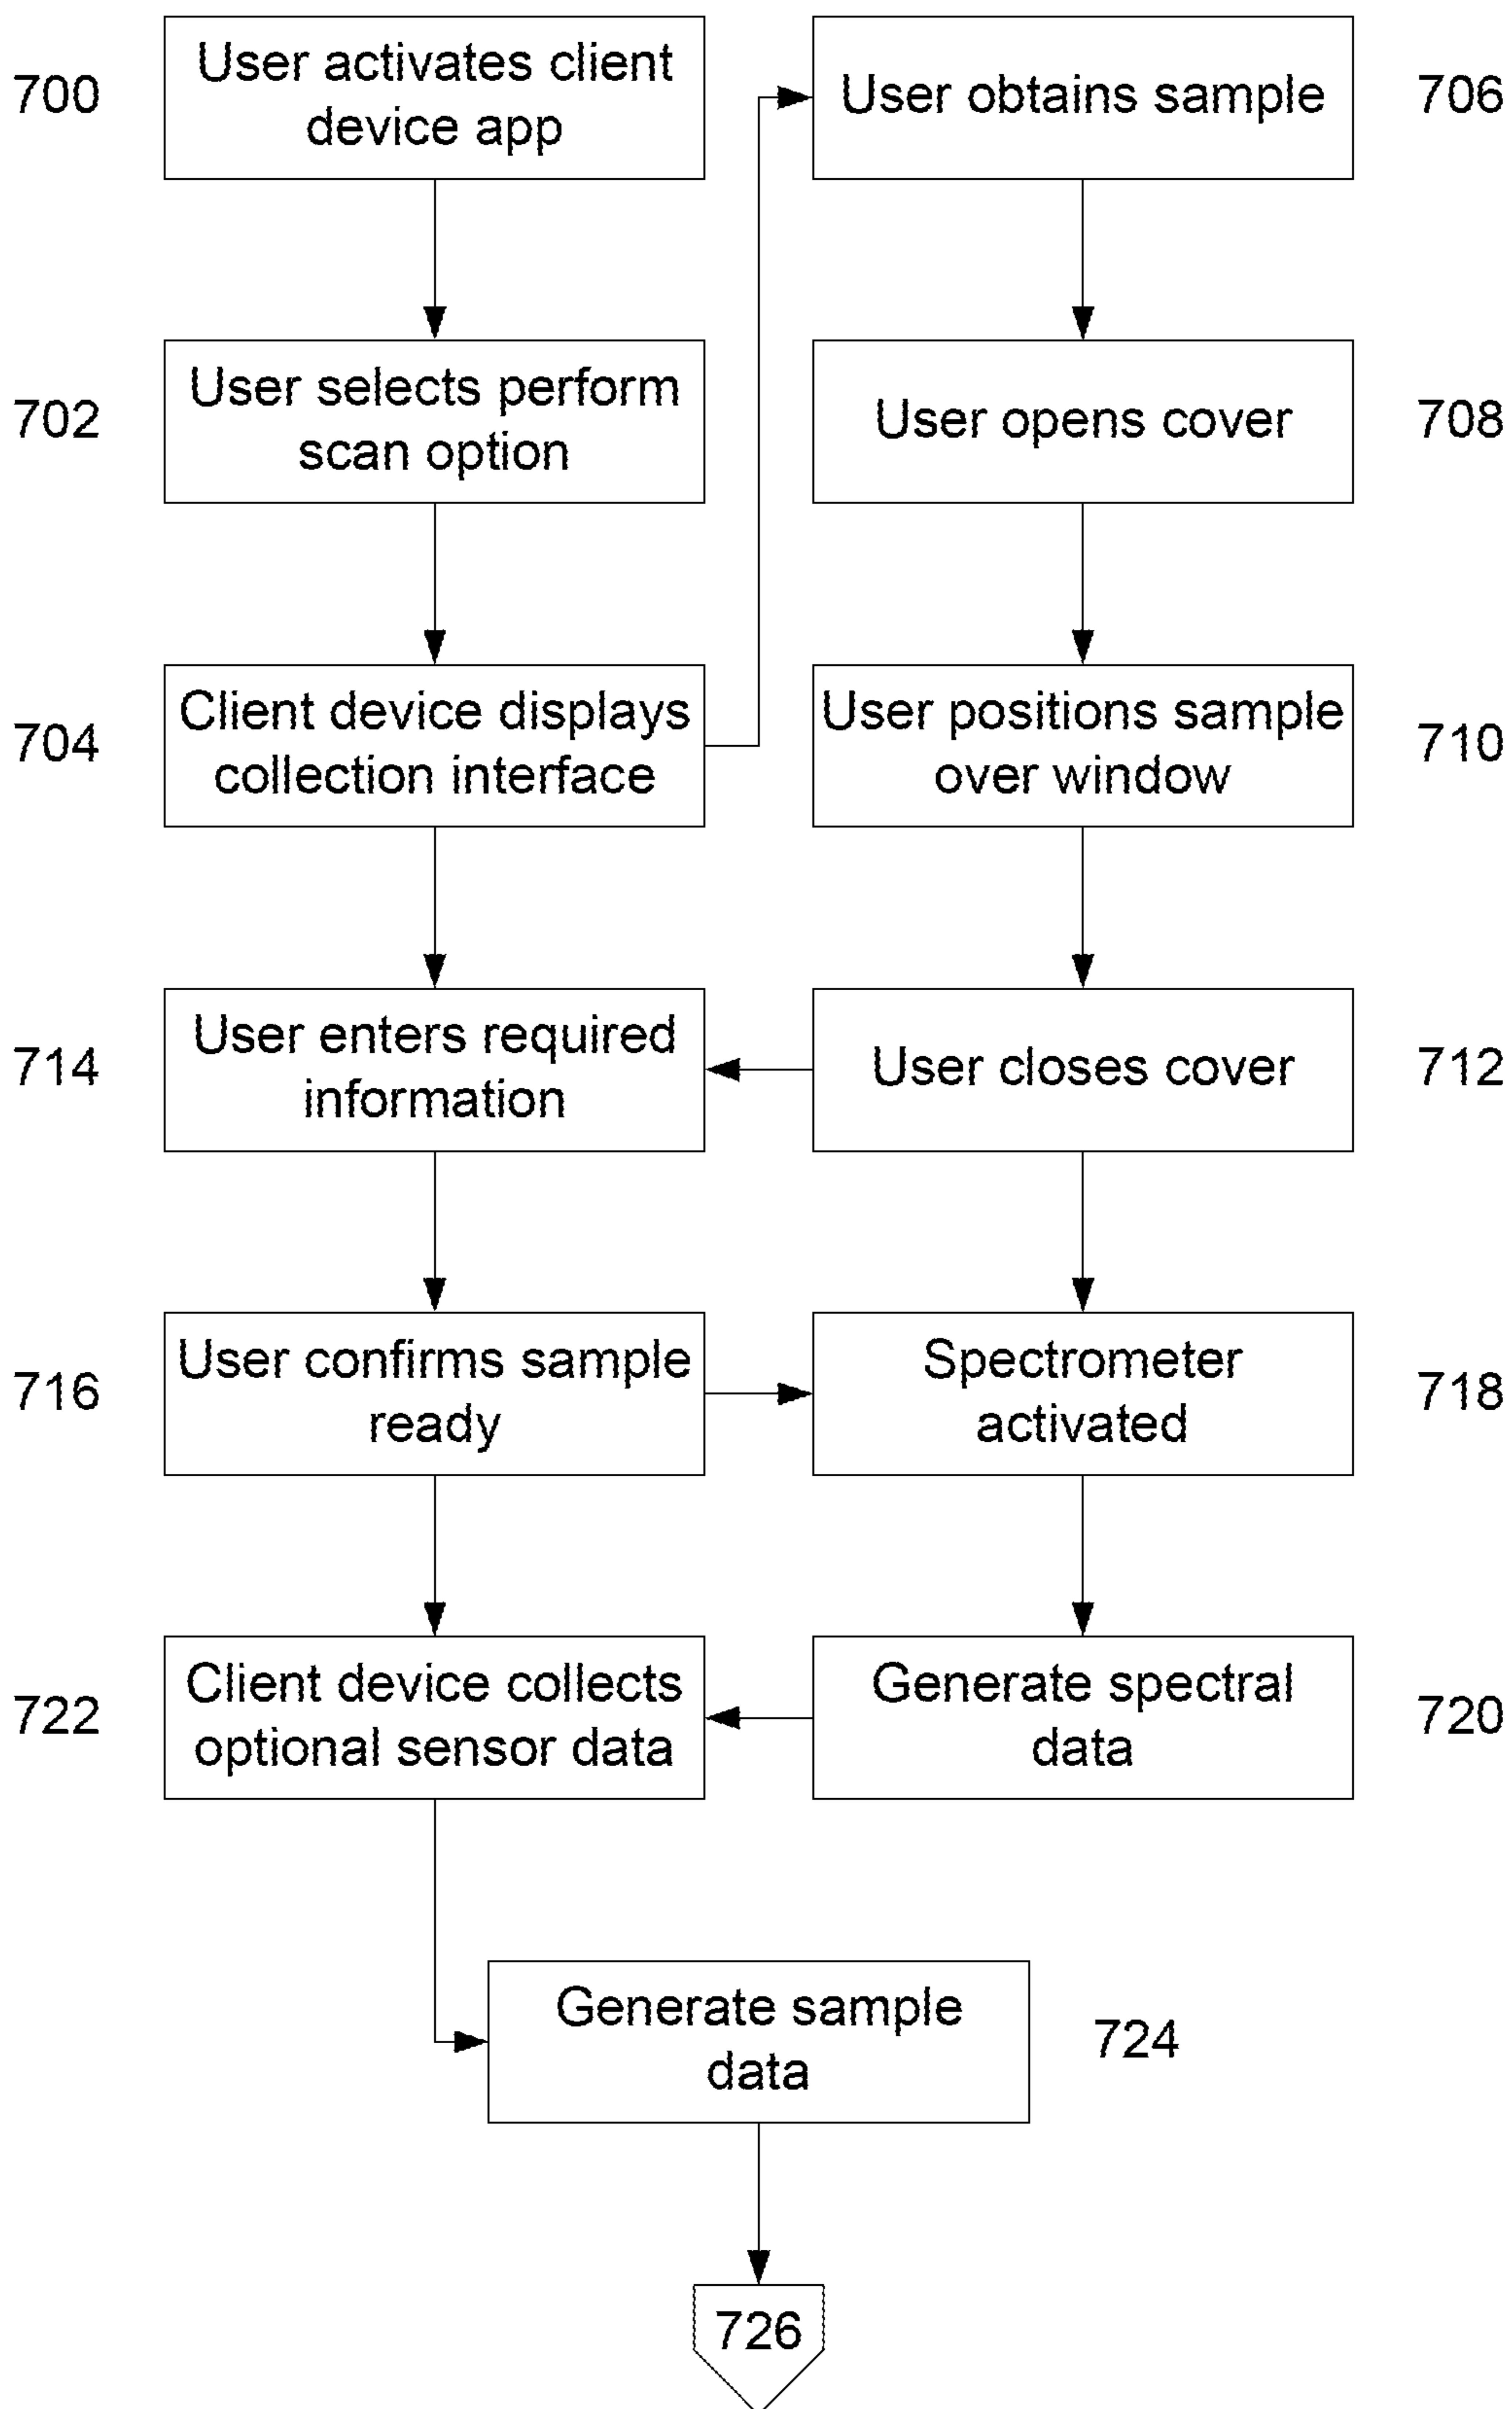 700
User activates client
device app
User obtains sample
706
702
User selects perform
scan option
User opens cover
708
704
Client device displays
collection interface
User positions sample
over window
710
714
User enters required
information
User closes cover
712
716
User confirms sample
ready
Spectrometer
activated
718
722
Client device collects
optional sensor data
Generate spectral
data
720
Generate sample
data
724
726